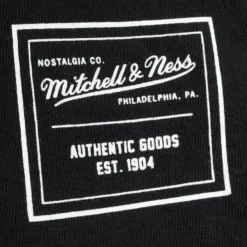 NOSTALGIA CO.
Mitchell & Ness
PHILADELPHIA, PA.
AUTHENTIC GOODS
EST. 1904